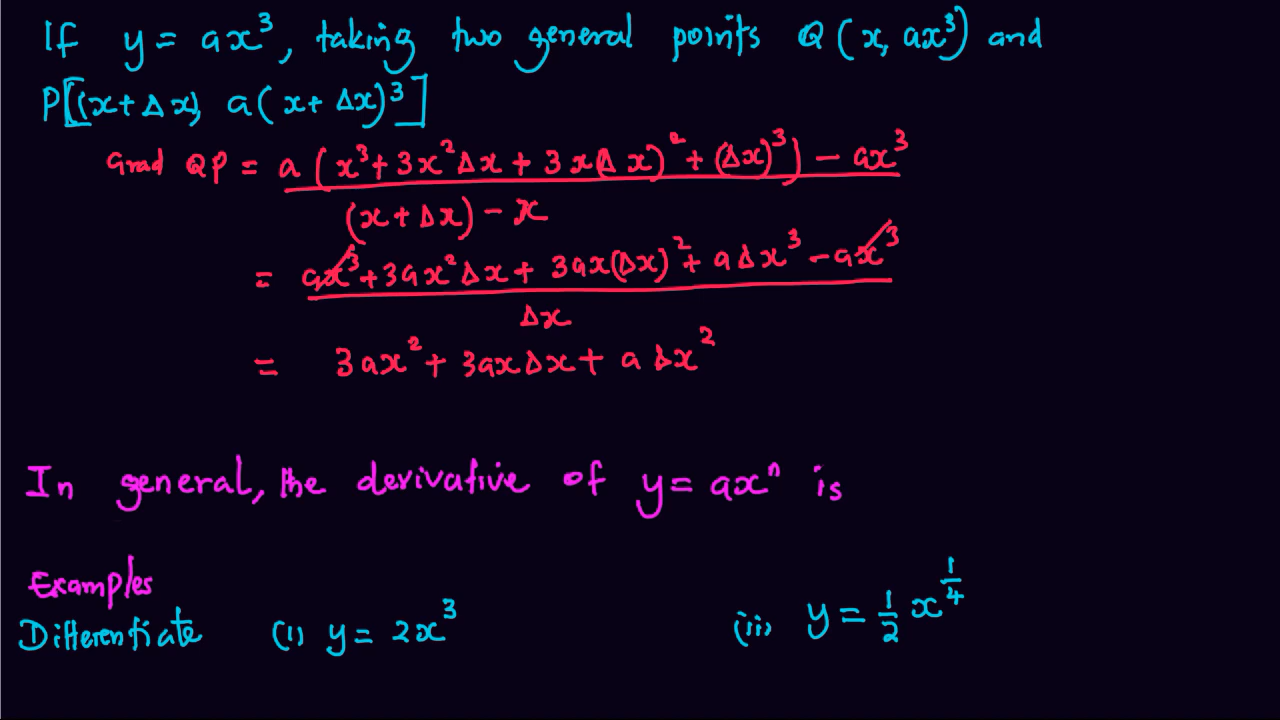 If y = ax³, taking two general points Q(x, ax³) and
P[(x+Δx), a(x+Δx)³]
Grad QP = a(x³+3x²Δx+3x(Δx)²+(Δx)³) - ax³
(x+Δx) - x
= ax³+3ax²Δx+3ax(Δx)²+aΔx³-ax³
Δx
= 3ax²+3axΔx+aΔx²
In general, the derivative of y = axⁿ is
Examples
Differentiate (i) y = 2x³ (ii) y = 1/2 x^1/4